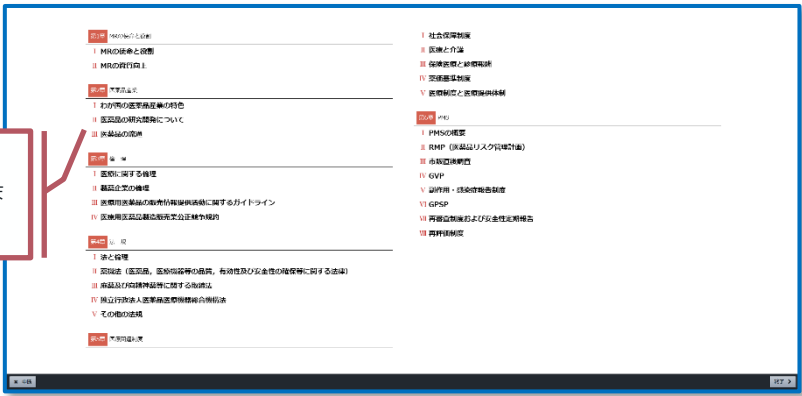 第1章 MRの使命と役割
I MRの使命と役割
II MRの資質向上
第2章 医薬品産業
I わが国の医薬品産業の特色
II 医薬品の研究開発について
III 医薬品の流通
第3章 倫 理
I 医療に関する倫理
II 製薬企業の倫理
III 医療用医薬品の販売情報提供活動に関するガイドライン
IV 医療用医薬品製造販売業公正競争規約
第4章 法 規
I 法と倫理
II 薬機法(医薬品,医療機器等の品質,有効性及び安全性の確保等に関する法律)
III 麻薬及び向精神薬等に関する取締法
IV 独立行政法人医薬品医療機器総合機構法
V その他の法規
第5章 医療関連制度
I 社会保障制度
II 医療と介護
III 保険医療と診療報酬
IV 薬価基準制度
V 医療制度と医療提供体制
第6章 PMS
I PMSの概要
II RMP(医薬品リスク管理計画)
III 市販直後調査
IV GVP
V 副作用・感染症報告制度
VI GPSP
VII 再審査制度および安全性定期報告
VIII 再評価制度
ま
終了 >